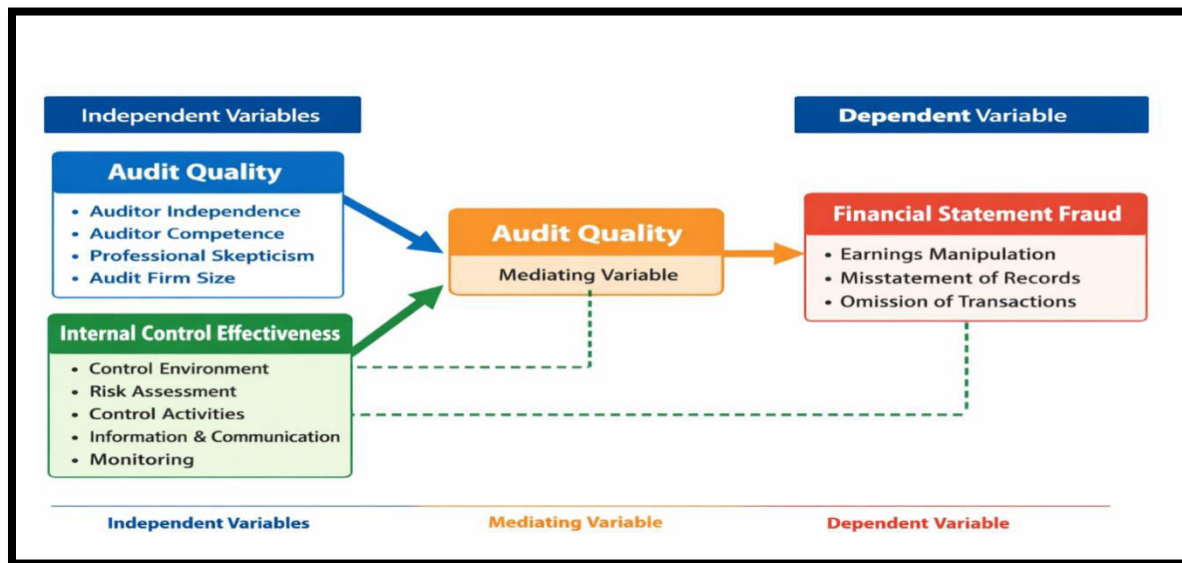 Independent Variables
Dependent Variable
Audit Quality
• Auditor Independence
• Auditor Competence
• Professional Skepticism
• Audit Firm Size
Audit Quality
Mediating Variable
Financial Statement Fraud
• Earnings Manipulation
• Misstatement of Records
• Omission of Transactions
Internal Control Effectiveness
• Control Environment
• Risk Assessment
• Control Activities
• Information & Communication
• Monitoring
Independent Variables
Mediating Variable
Dependent Variable